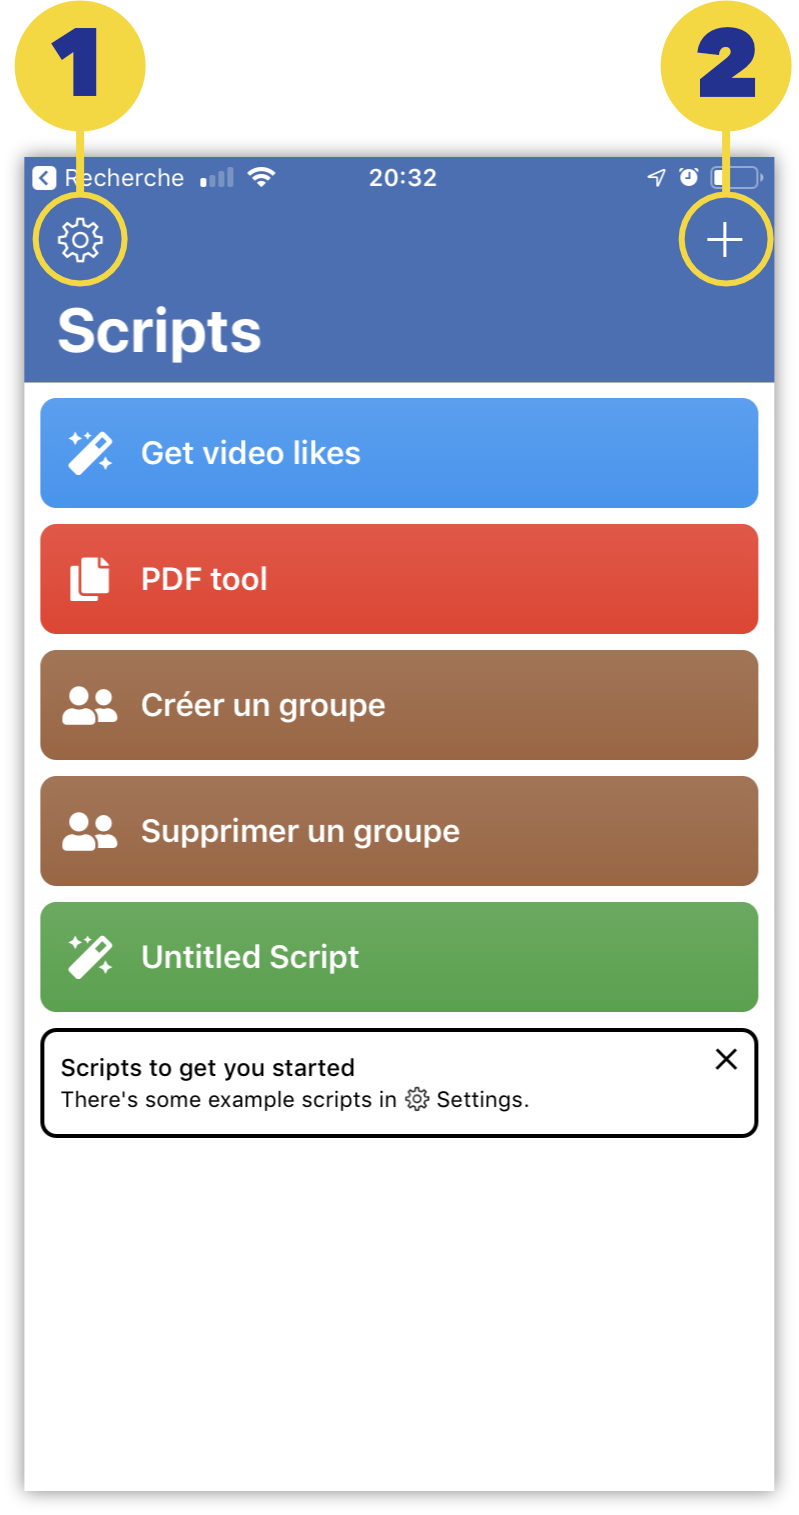 1
2
Recherche 20:32
Scripts
Get video likes
PDF tool
Créer un groupe
Supprimer un groupe
Untitled Script
Scripts to get you started
There's some example scripts in Settings.